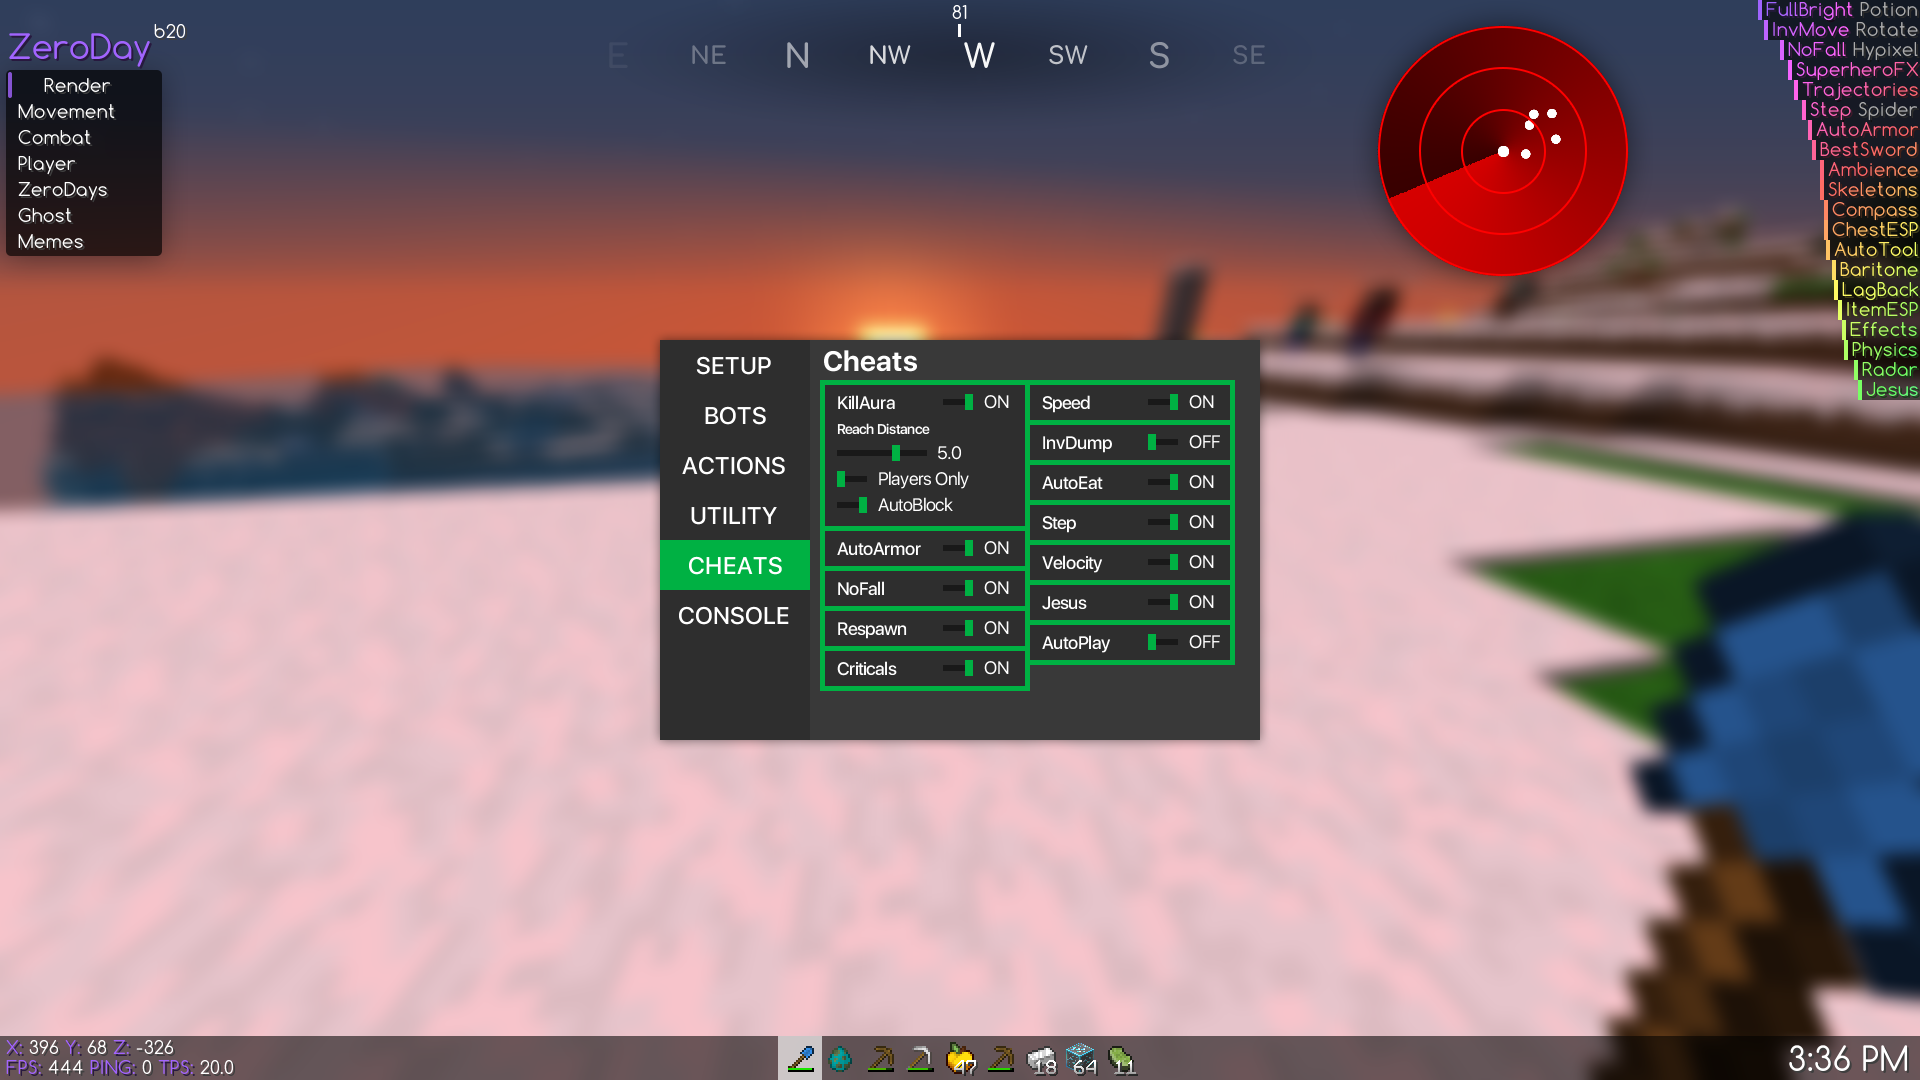 ZeroDay b20
Render
Movement
Combat
Player
ZeroDays
Ghost
Memes
81
E NE N NW W SW S SE
FullBright Potion
InvMove Rotate
NoFall Hypixel
SuperheroFX
Trajectories
Step Spider
AutoArmor
BestSword
Ambience
Skeletons
Compass
ChestESP
AutoTool
Baritone
LagBack
ItemESP
Effects
Physics
Radar
Jesus
SETUP
BOTS
ACTIONS
UTILITY
CHEATS
CONSOLE
Cheats
KillAura ON
Reach Distance
5.0
Players Only
AutoBlock
AutoArmor ON
NoFall ON
Respawn ON
Criticals ON
Speed ON
InvDump OFF
AutoEat ON
Step ON
Velocity ON
Jesus ON
AutoPlay OFF
X: 396 Y: 68 Z: -326
FPS: 444 PING: 0 TPS: 20.0
47 18 64 11
3:36 PM